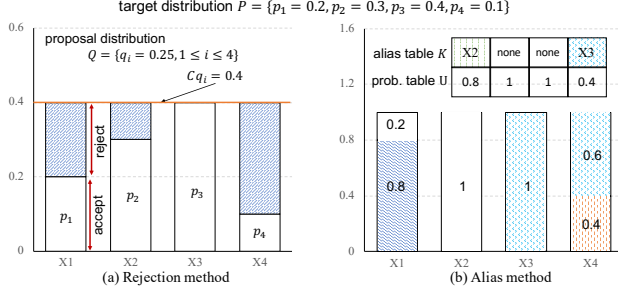 target distribution P = {p₁ = 0.2, p₂ = 0.3, p₃ = 0.4, p₄ = 0.1}
proposal distribution
Q = {qᵢ = 0.25, 1 ≤ i ≤ 4}
Cqᵢ = 0.4
0.4
0.2
0
reject
accept
p₁
p₂
p₃
p₄
X1 X2 X3 X4
(a) Rejection method
1.6
1.2
0.8
0.4
0
alias table K X2 none none X3
prob. table U 0.8 1 1 0.4
0.2
0.8
1
1
0.6
0.4
X1 X2 X3 X4
(b) Alias method